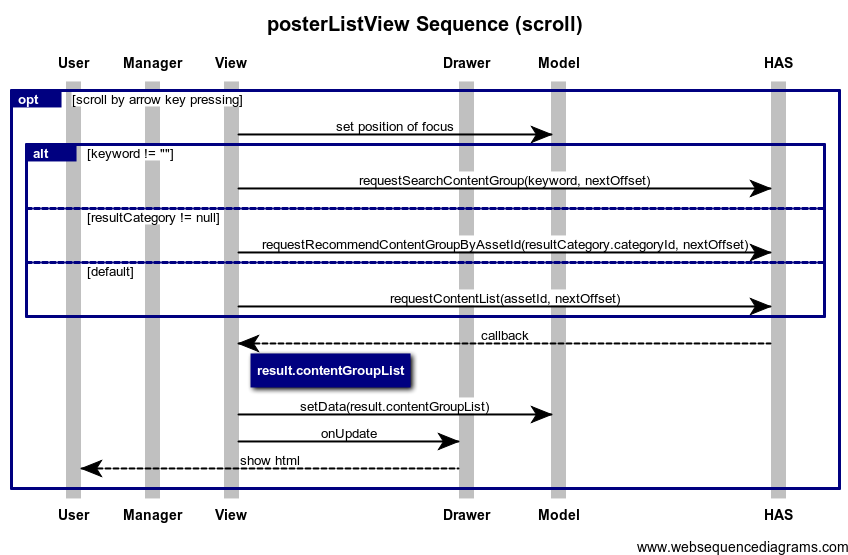 posterListView Sequence (scroll)
User Manager View Drawer Model HAS
opt [scroll by arrow key pressing]
set position of focus
alt [keyword != ""]
requestSearchContentGroup(keyword, nextOffset)
[resultCategory != null]
requestRecommendContentGroupByAssetId(resultCategory.categoryId, nextOffset)
[default]
requestContentList(assetId, nextOffset)
callback
result.contentGroupList
setData(result.contentGroupList)
onUpdate
show html
User Manager View Drawer Model HAS
www.websequencediagrams.com